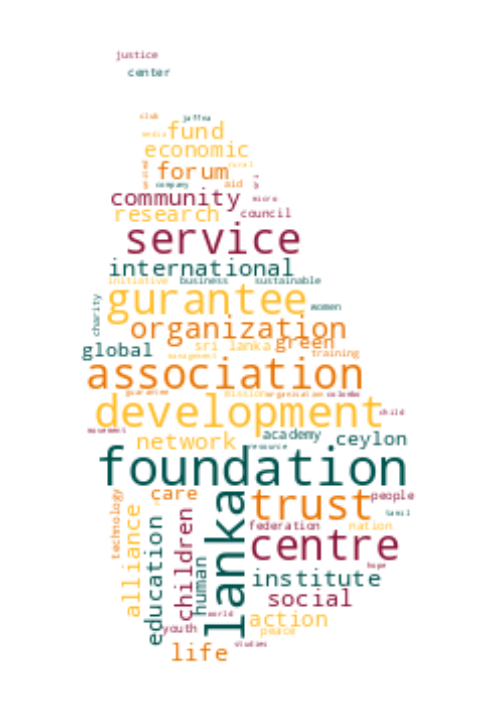 justice
center
club
jaffna
media fund
economic
rural
forum
company aid
community micro
research council
service
international
initiative business sustainable
gurantee women
charity
organization
global sri lanka green
management training
association
guarantee mission organisation colombo
development child
movement
network academy ceylon
resource
foundation
technology care lanka trust people
alliance education children human
tamil
federation nation
centre
hope
institute
social
world action
youth peace
studies
life